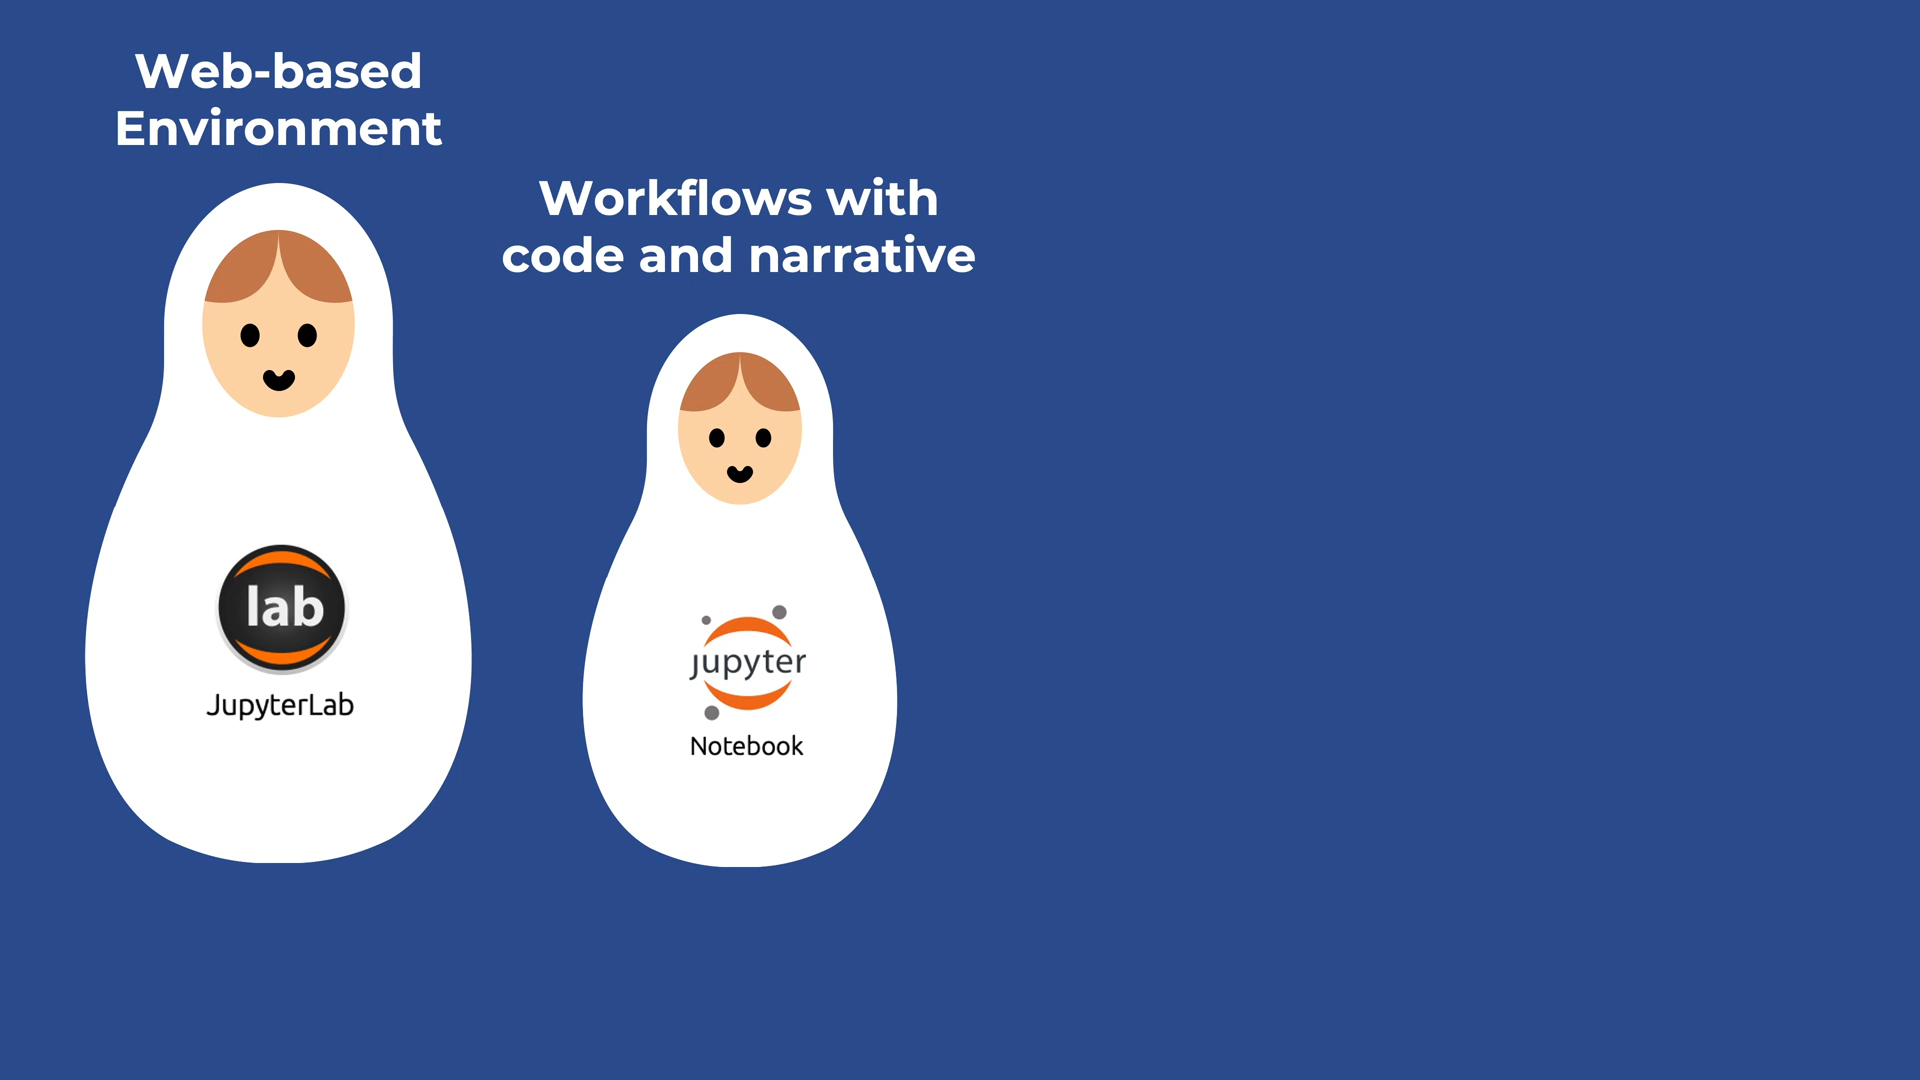 Web-based
Environment
Workflows with
code and narrative
lab
JupyterLab
jupyter
Notebook